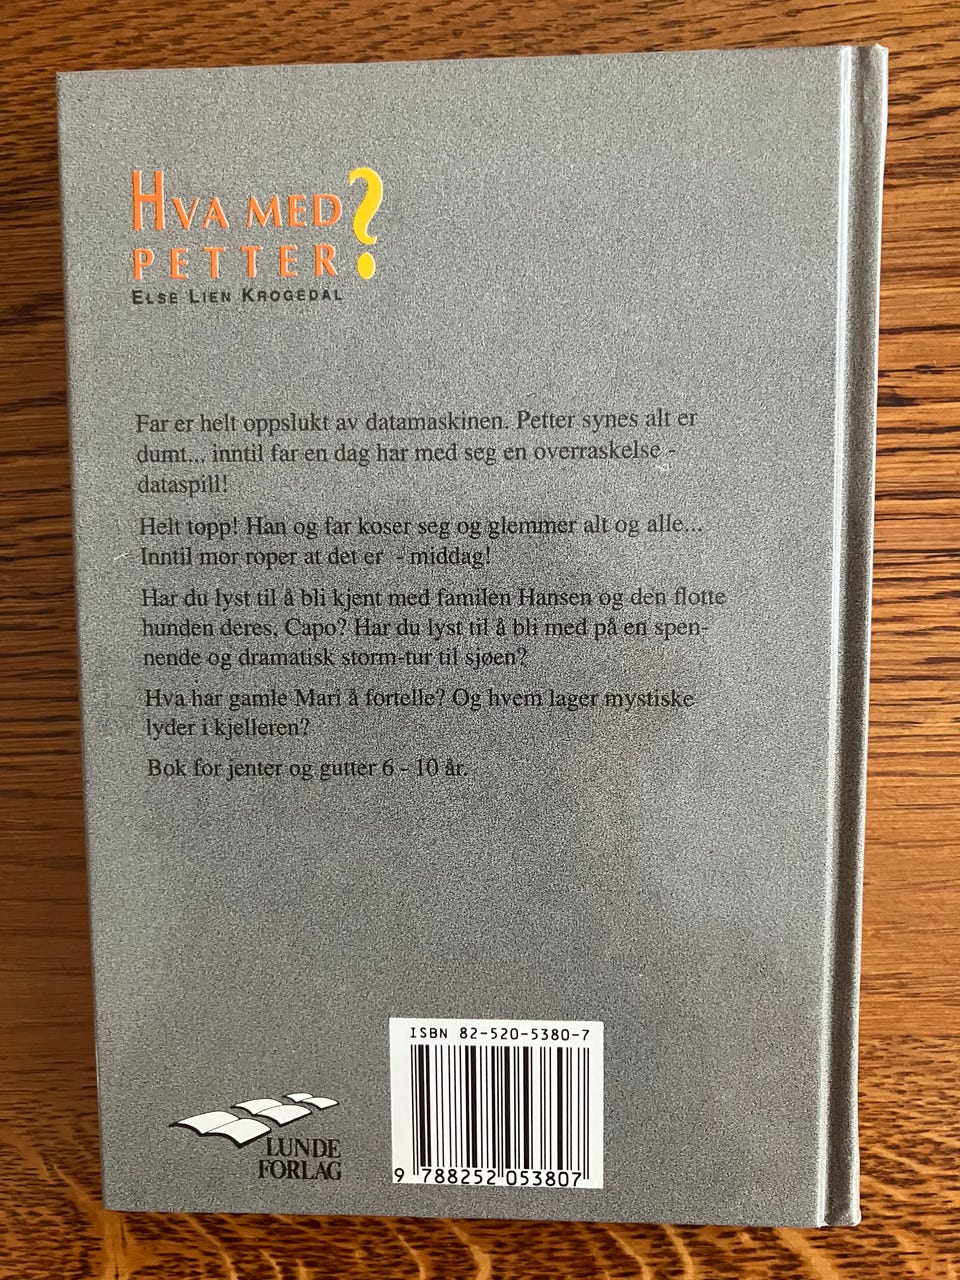 HVA MED
PETTER?
ELSE LIEN KROGEDAL
Far er helt oppslukt av datamaskinen. Petter synes alt er
dumt... inntil far en dag har med seg en overraskelse -
dataspill!
Helt topp! Han og far koser seg og glemmer alt og alle...
Inntil mor roper at det er - middag!
Har du lyst til å bli kjent med familen Hansen og den flotte
hunden deres, Capo? Har du lyst til å bli med på en spen-
nende og dramatisk storm-tur til sjøen?
Hva har gamle Mari å fortelle? Og hvem lager mystiske
lyder i kjelleren?
Bok for jenter og gutter 6 - 10 år.
ISBN 82-520-5380-7
9 788252 053807
LUNDE
FORLAG